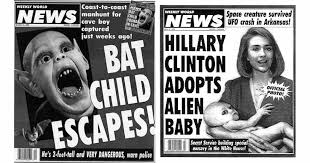 WEEKLY WORLD
NEWS
Coast-to-coast
manhunt for
cave boy
captured
just weeks ago!
BAT
CHILD
ESCAPES!
He's 2-feet-tall and VERY DANGEROUS, warn police
WEEKLY WORLD
NEWS
Space creature survived
UFO crash in Arkansas!
HILLARY
CLINTON
ADOPTS
ALIEN
BABY
OFFICIAL
PHOTO!
Secret Service building special
nursery in the White House!